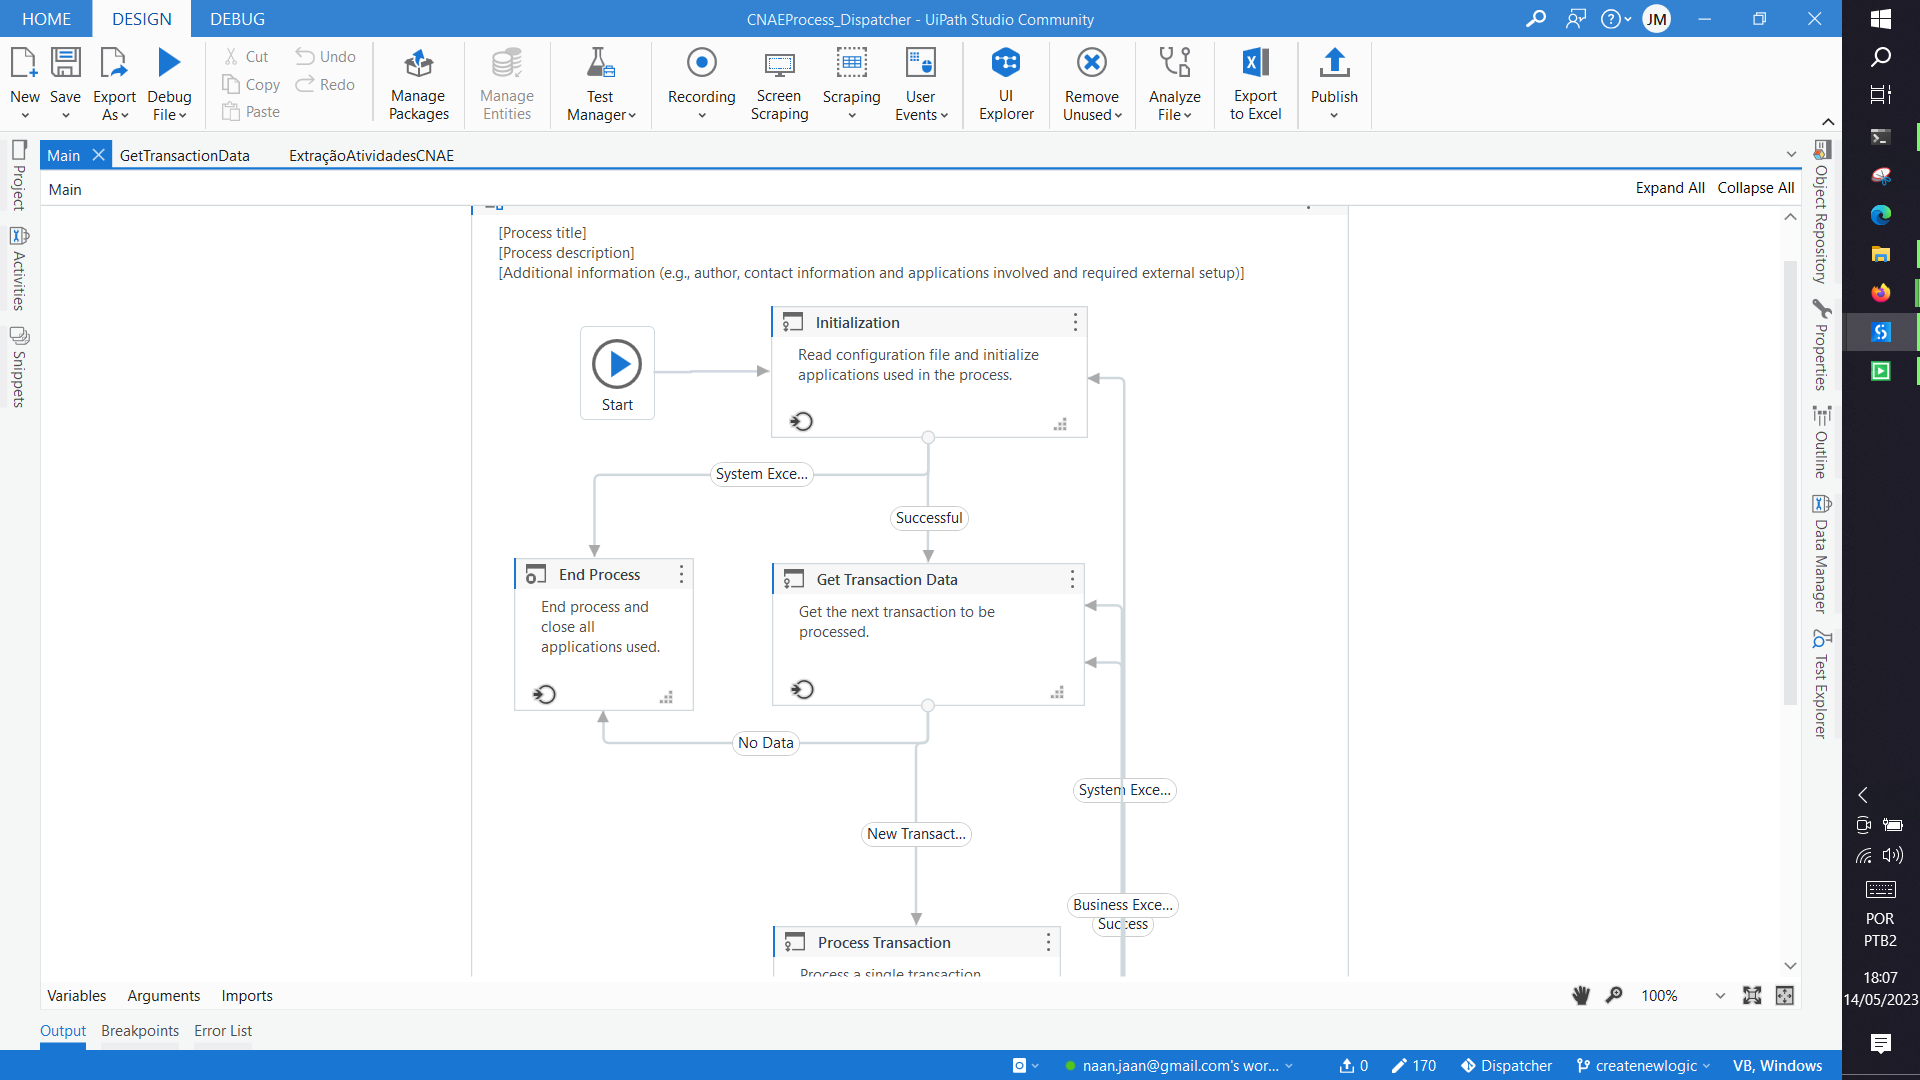 HOME DESIGN DEBUG
CNAEProcess_Dispatcher - UiPath Studio Community
JM
New
Save
Export As
Debug File
Cut
Copy
Paste
Undo
Redo
Manage Packages
Manage Entities
Test Manager
Recording
Screen Scraping
Scraping
User Events
UI Explorer
Remove Unused
Analyze File
Export to Excel
Publish
Main GetTransactionData ExtraçãoAtividadesCNAE
Main
Expand All Collapse All
Project
Activities
Snippets
[Process title]
[Process description]
[Additional information (e.g., author, contact information and applications involved and required external setup)]
Start
Initialization
Read configuration file and initialize
applications used in the process.
System Exce...
Successful
End Process
End process and
close all
applications used.
Get Transaction Data
Get the next transaction to be
processed.
No Data
New Transact...
System Exce...
Business Exce...
Success
Process Transaction
Process a single transaction
Object Repository
Properties
Outline
Data Manager
Test Explorer
Variables Arguments Imports
100%
Output Breakpoints Error List
naan.jaan@gmail.com's wor...
0
170
Dispatcher
createnewlogic
VB, Windows
POR
PTB2
18:07
14/05/2023